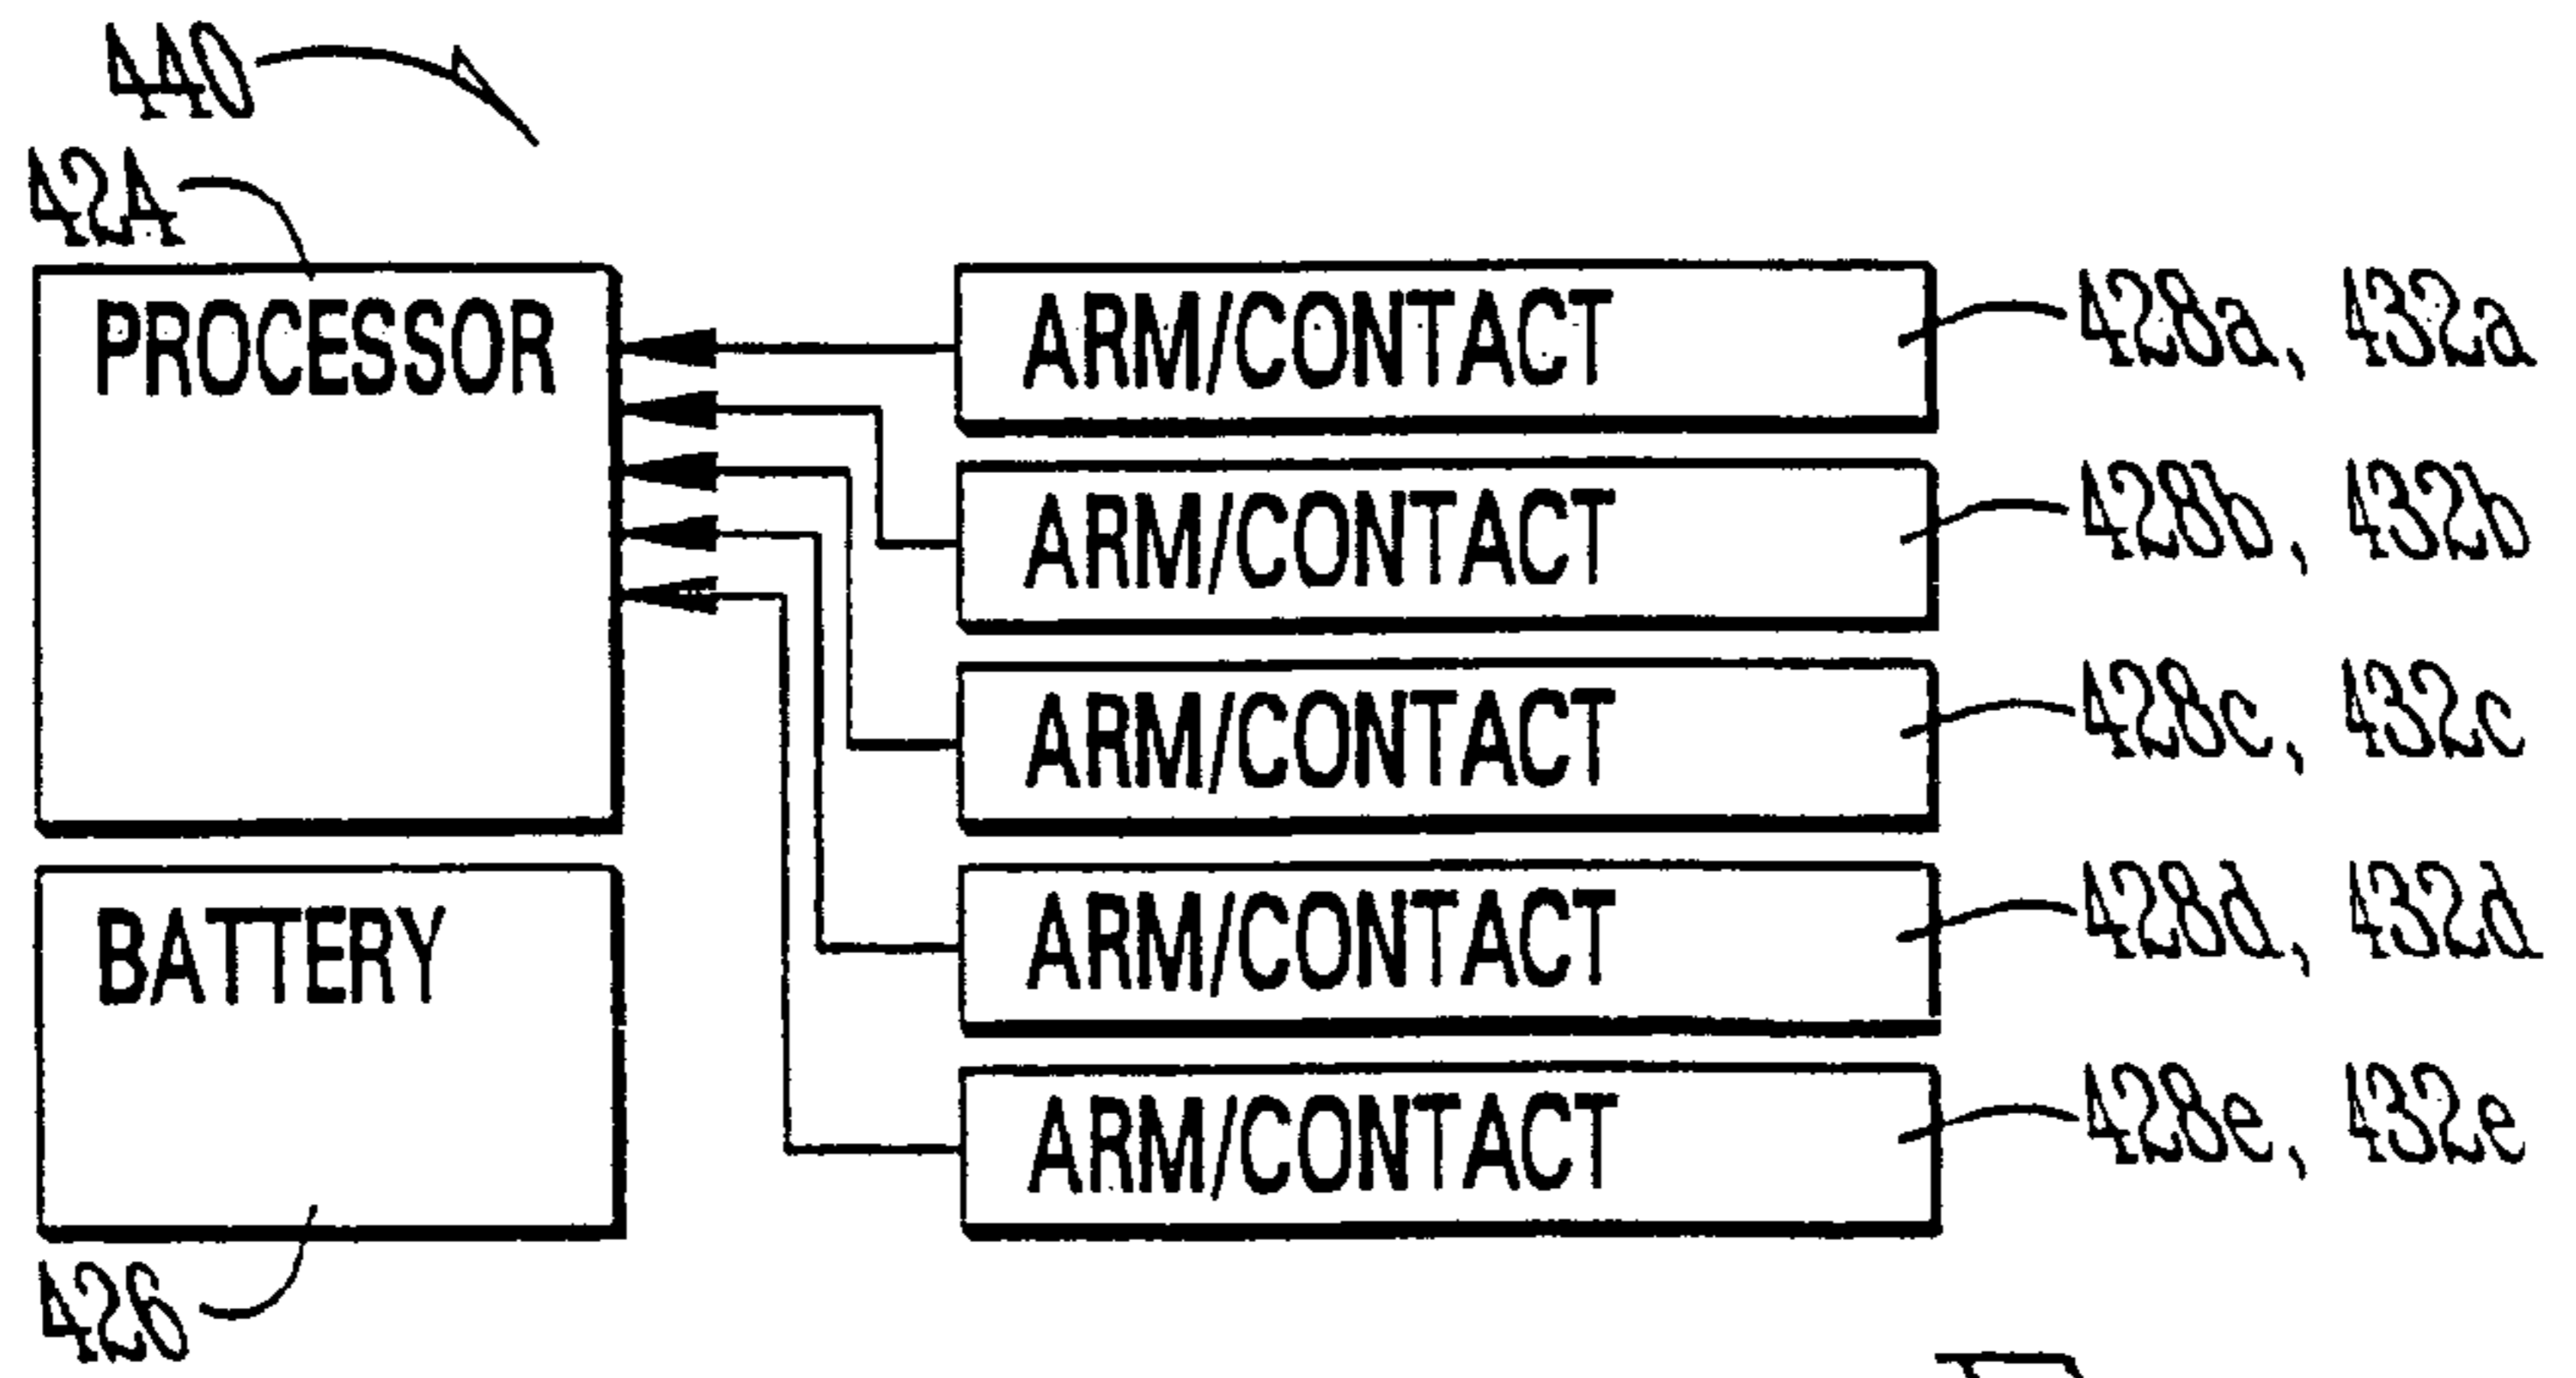 440
424
PROCESSOR
ARM/CONTACT 428a, 432a
ARM/CONTACT 428b, 432b
ARM/CONTACT 428c, 432c
BATTERY
ARM/CONTACT 428d, 432d
ARM/CONTACT 428e, 432e
426